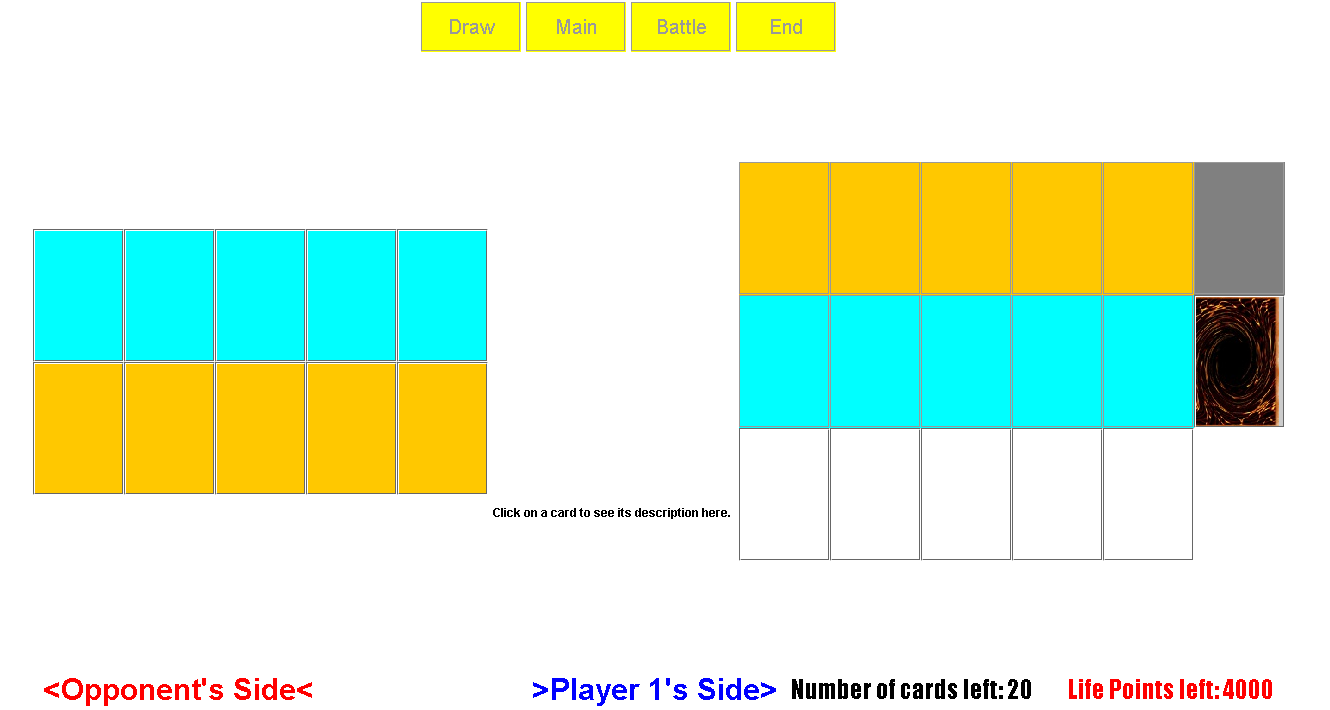 Draw Main Battle End
Click on a card to see its description here.
<Opponent's Side< >Player 1's Side> Number of cards left: 20 Life Points left: 4000